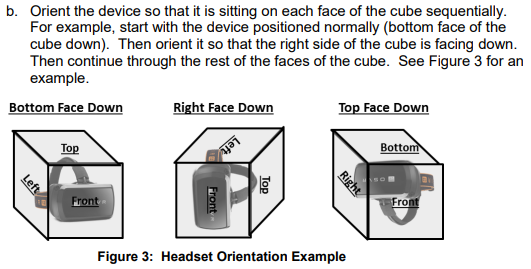 b. Orient the device so that it is sitting on each face of the cube sequentially.
For example, start with the device positioned normally (bottom face of the
cube down). Then orient it so that the right side of the cube is facing down.
Then continue through the rest of the faces of the cube. See Figure 3 for an
example.
Bottom Face Down
Right Face Down
Top Face Down
Top
Left
Front
Left
Top
Front
Bottom
Right
Front
Figure 3: Headset Orientation Example